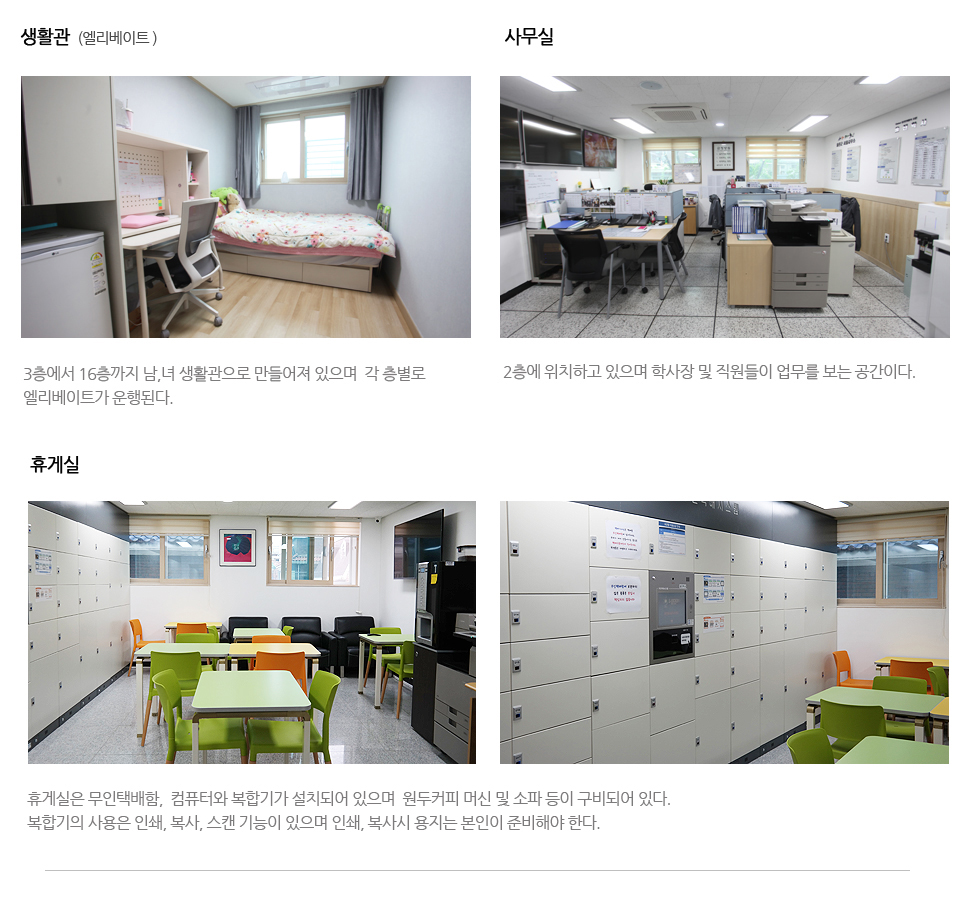 생활관 (엘리베이트 )
사무실
3층에서 16층까지 남,녀 생활관으로 만들어져 있으며 각 층별로
엘리베이트가 운행된다.
2층에 위치하고 있으며 학사장 및 직원들이 업무를 보는 공간이다.
휴게실
휴게실은 무인택배함, 컴퓨터와 복합기가 설치되어 있으며 원두커피 머신 및 소파 등이 구비되어 있다.
복합기의 사용은 인쇄, 복사, 스캔 기능이 있으며 인쇄, 복사시 용지는 본인이 준비해야 한다.